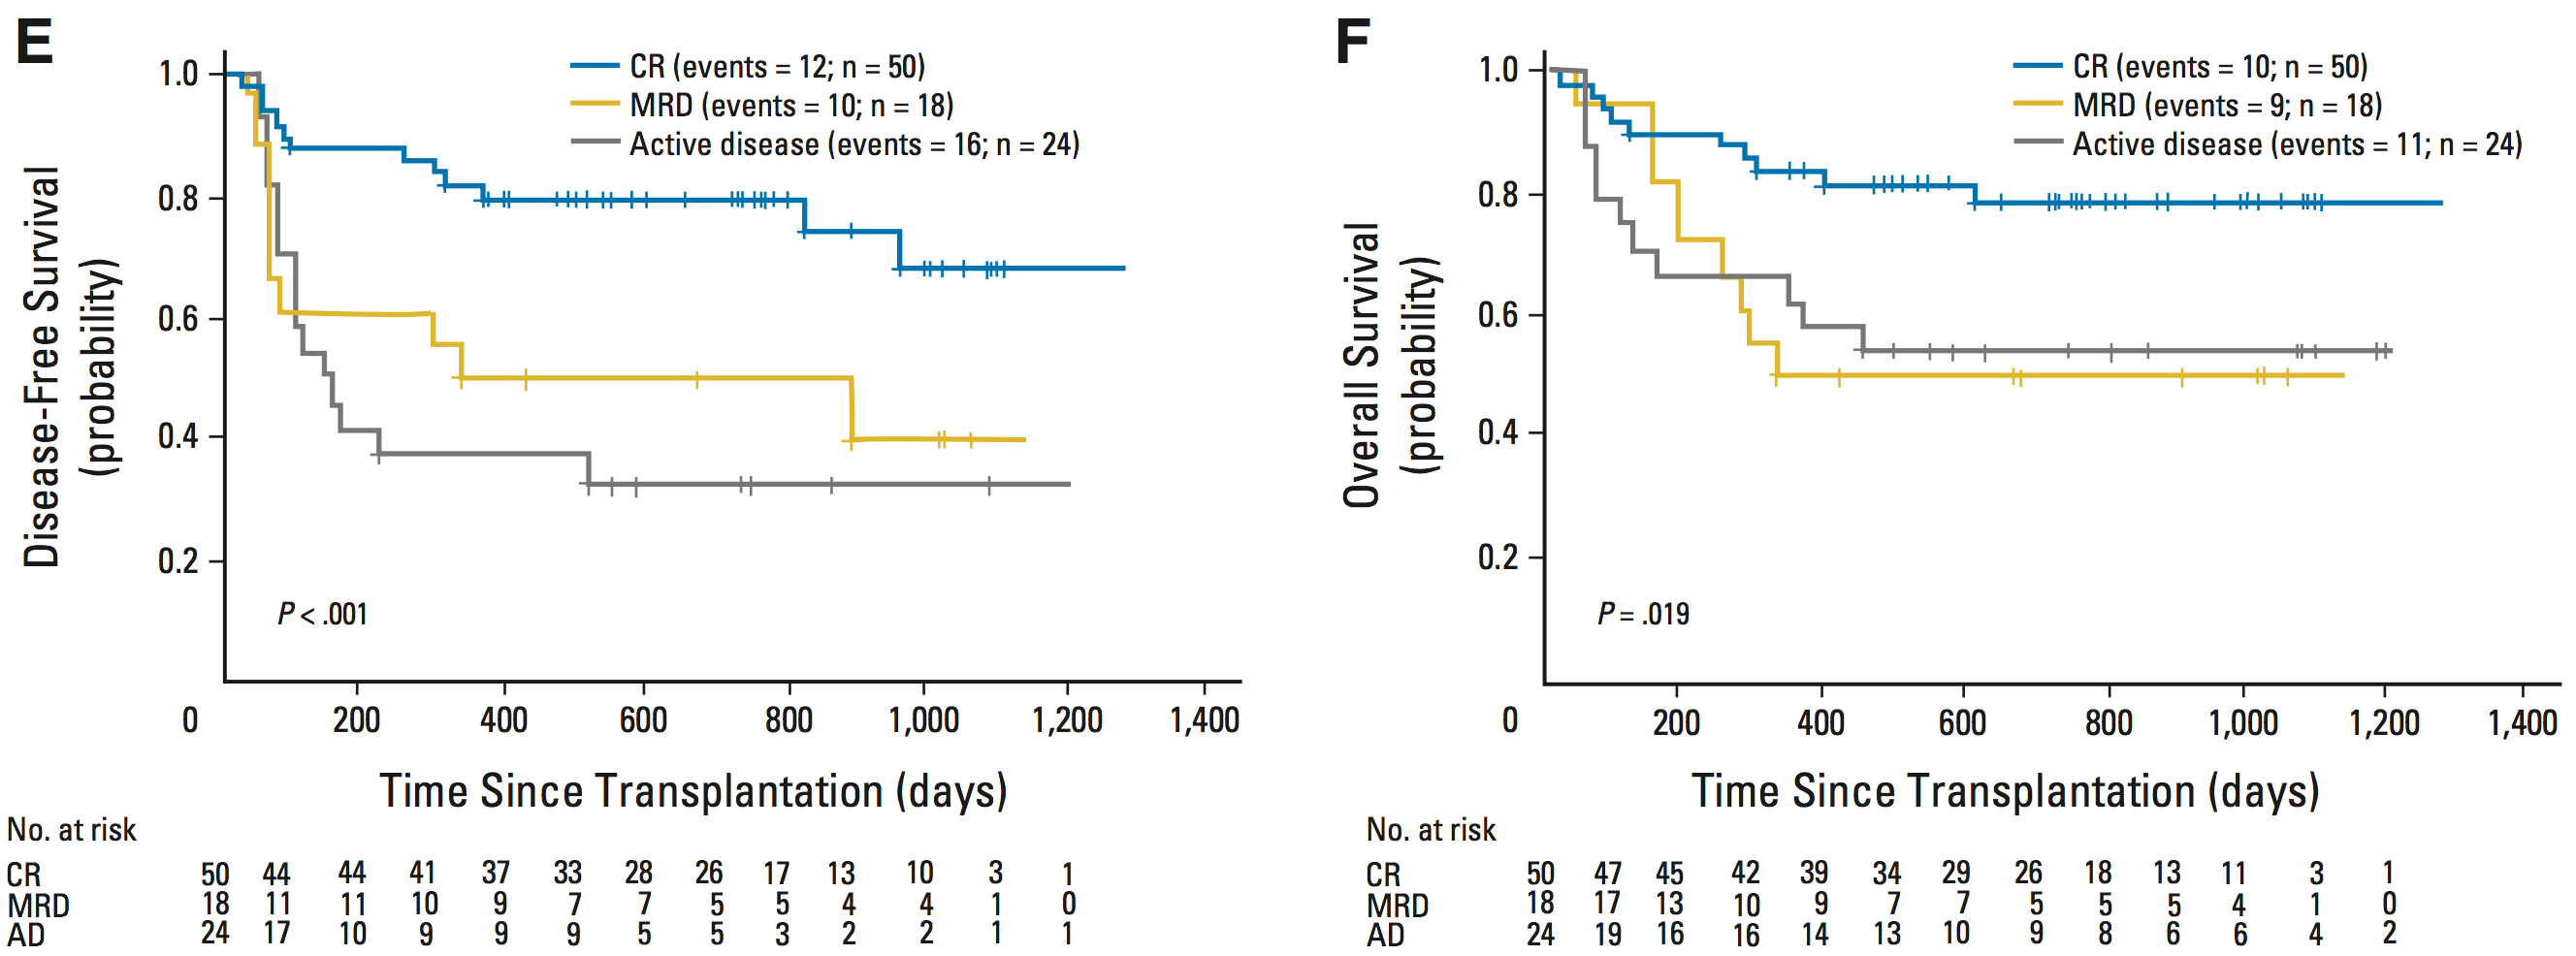 E
CR (events = 12; n = 50)
MRD (events = 10; n = 18)
Active disease (events = 16; n = 24)
Disease-Free Survival
(probability)
1.0
0.8
0.6
0.4
0.2
P < .001
0 200 400 600 800 1,000 1,200 1,400
Time Since Transplantation (days)
No. at risk
CR 50 44 44 41 37 33 28 26 17 13 10 3 1
MRD 18 11 11 10 9 7 7 5 5 4 4 1 0
AD 24 17 10 9 9 9 5 5 3 2 2 1 1
F
CR (events = 10; n = 50)
MRD (events = 9; n = 18)
Active disease (events = 11; n = 24)
Overall Survival
(probability)
1.0
0.8
0.6
0.4
0.2
P = .019
0 200 400 600 800 1,000 1,200 1,400
Time Since Transplantation (days)
No. at risk
CR 50 47 45 42 39 34 29 26 18 13 11 3 1
MRD 18 17 13 10 9 7 7 5 5 5 4 1 0
AD 24 19 16 16 14 13 10 9 8 6 6 4 2